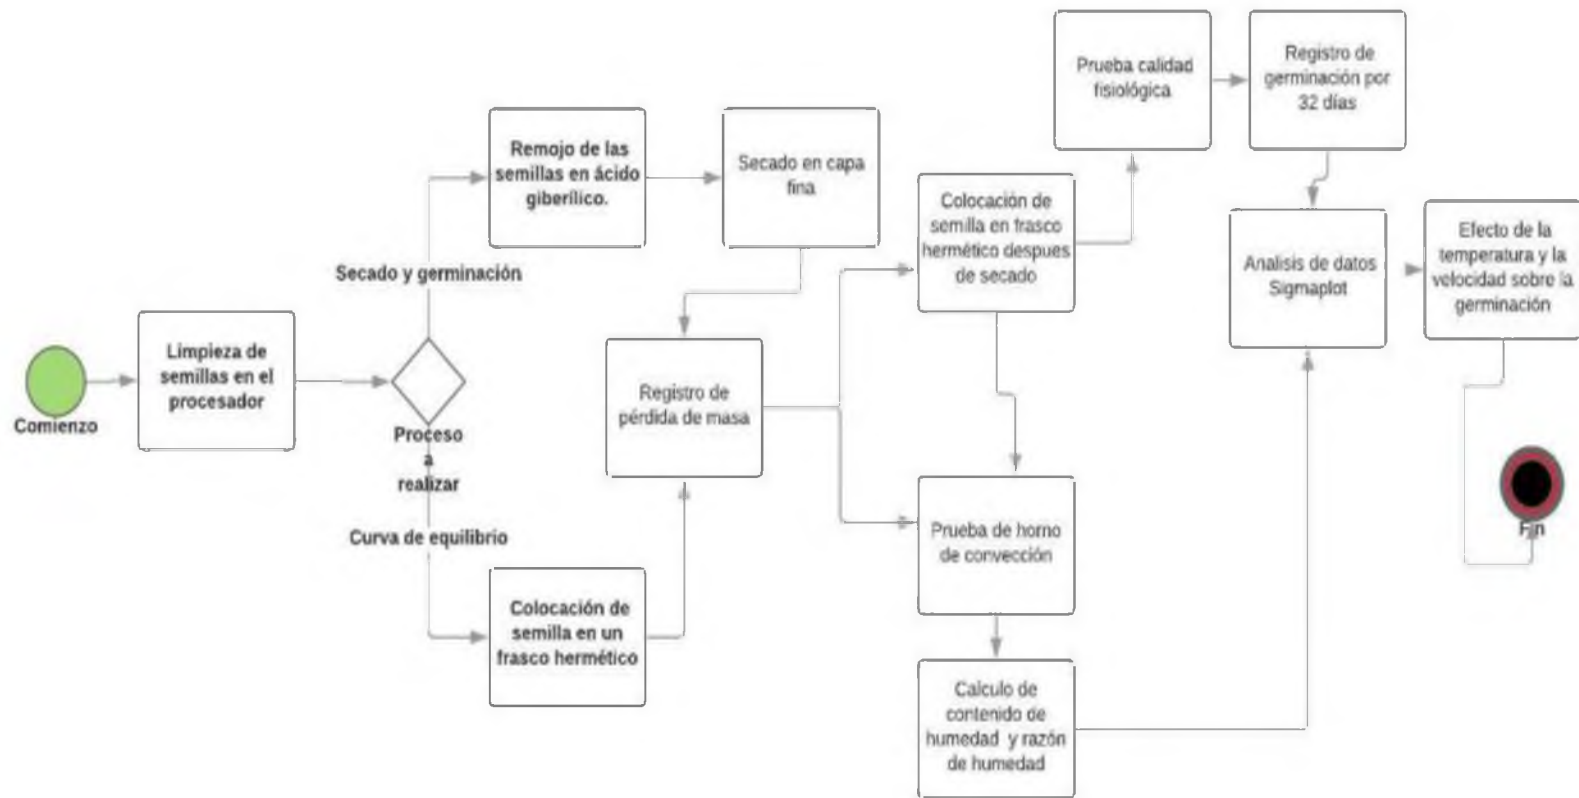 Comienzo
Limpieza de
semillas en el
procesador
Proceso
a
realizar
Secado y germinación
Remojo de las
semillas en ácido
giberílico.
Secado en capa
fina
Curva de equilibrio
Colocación de
semilla en un
frasco hermético
Registro de
pérdida de masa
Colocación de
semilla en frasco
hermético despues
de secado
Prueba de horno
de convección
Calculo de
contenido de
humedad y razón
de humedad
Prueba calidad
fisiológica
Registro de
germinación por
32 días
Analisis de datos
Sigmaplot
Efecto de la
temperatura y la
velocidad sobre la
germinación
Fin